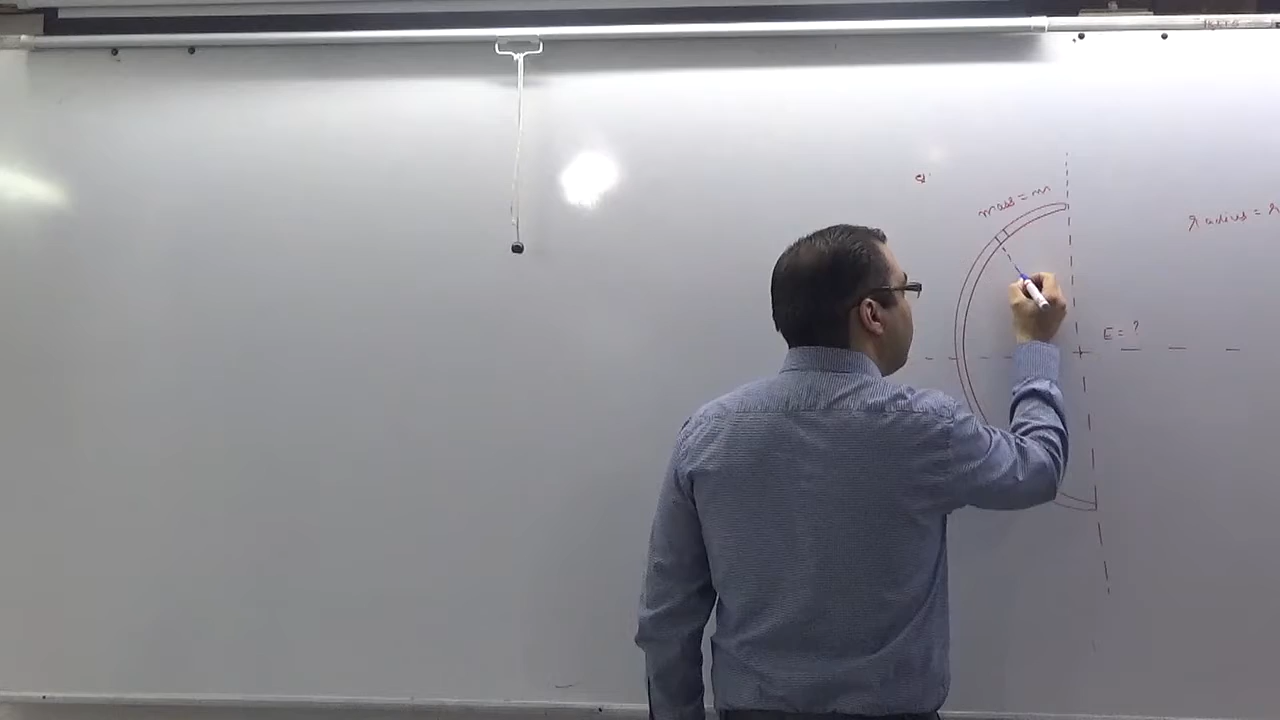 mass = m
Radius = r
E = ?